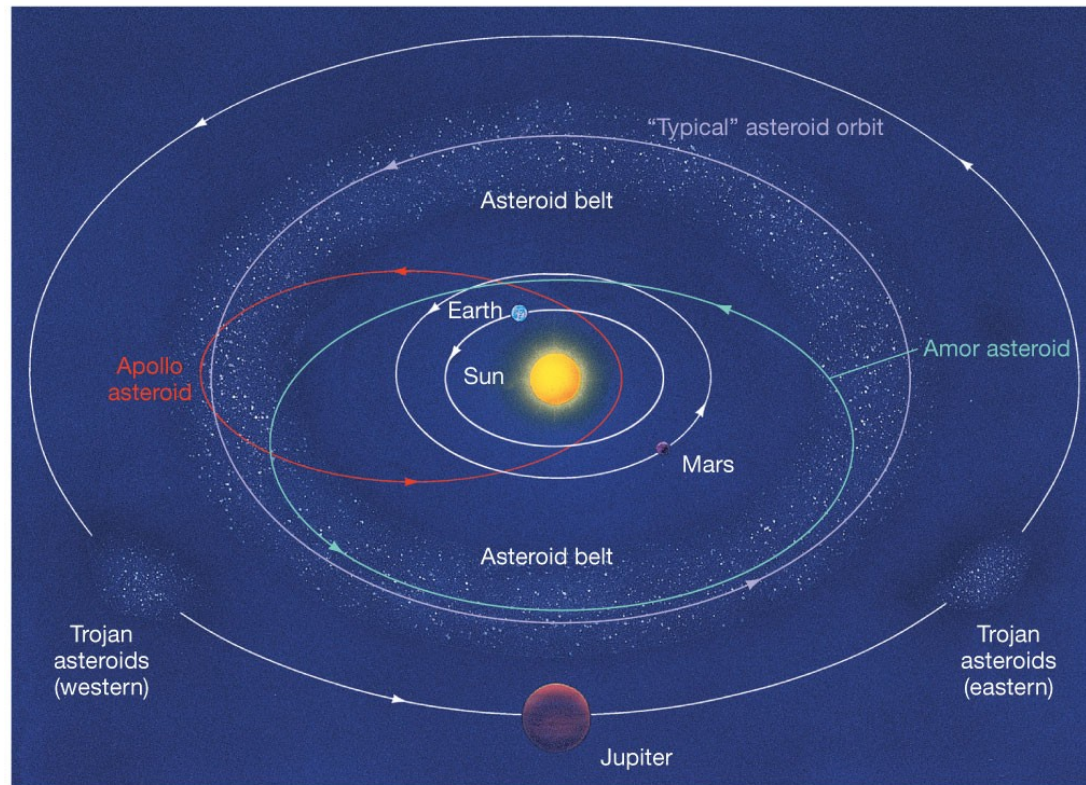 “Typical” asteroid orbit
Asteroid belt
Earth
Amor asteroid
Apollo
asteroid
Sun
Mars
Asteroid belt
Trojan
asteroids
(western)
Trojan
asteroids
(eastern)
Jupiter